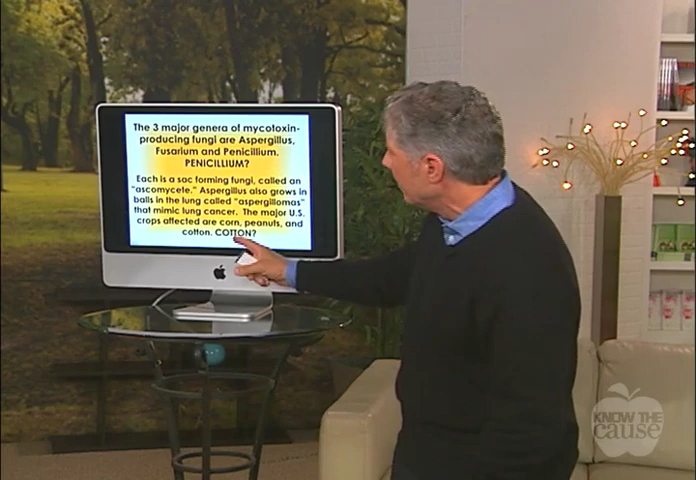 The 3 major genera of mycotoxin-
producing fungi are Aspergillus,
Fusarium and Penicillium.
PENICILLIUM?
Each is a sac forming fungi, called an
"ascomycete." Aspergillus also grows in
balls in the lung called "aspergillomas"
that mimic lung cancer. The major U.S.
crops affected are corn, peanuts, and
cotton. COTTON?
KNOW THE
cause